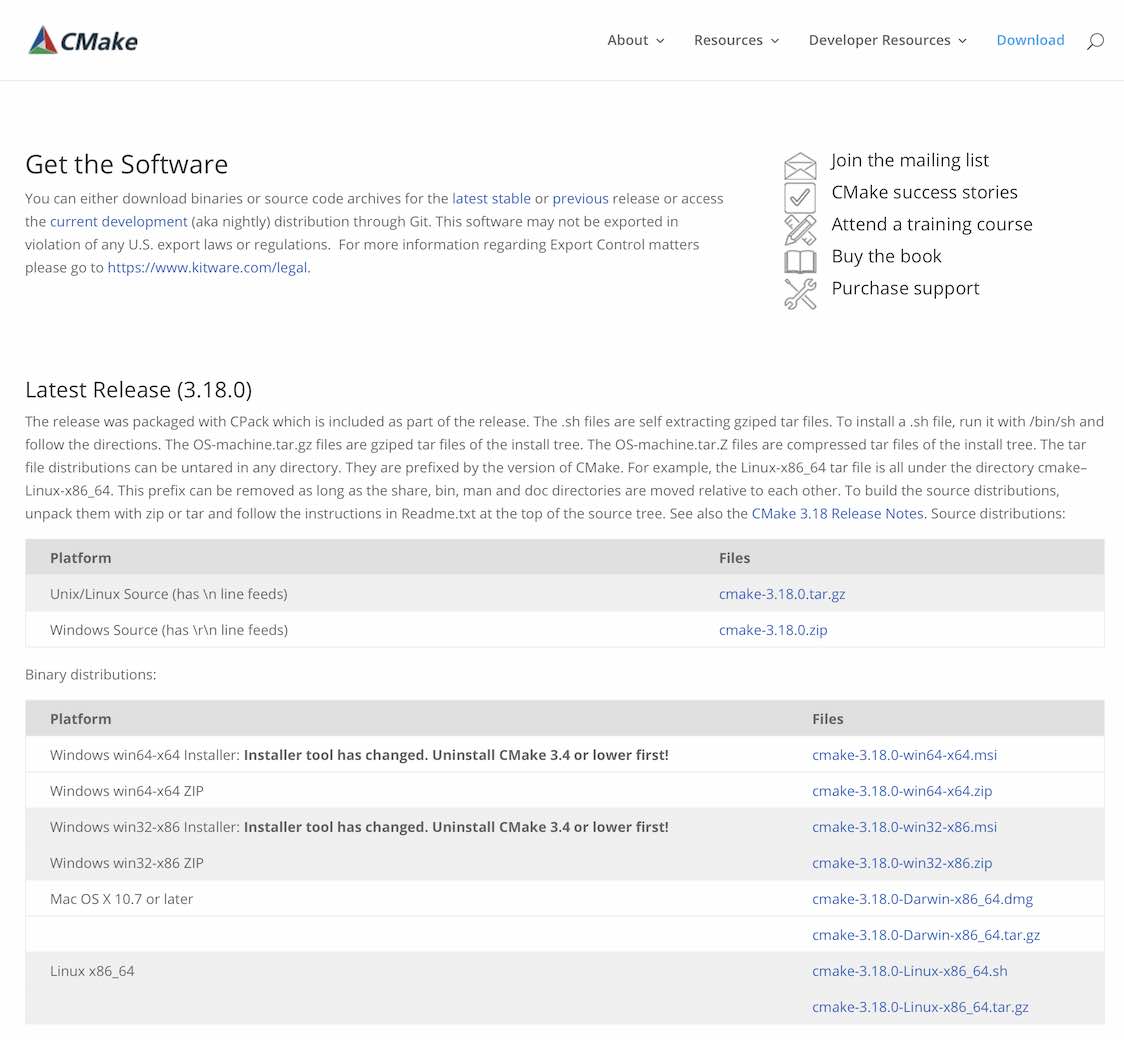 CMake
About
Resources
Developer Resources
Download
Get the Software
You can either download binaries or source code archives for the latest stable or previous release or access
the current development (aka nightly) distribution through Git. This software may not be exported in
violation of any U.S. export laws or regulations.  For more information regarding Export Control matters
please go to https://www.kitware.com/legal.
Join the mailing list
CMake success stories
Attend a training course
Buy the book
Purchase support
Latest Release (3.18.0)
The release was packaged with CPack which is included as part of the release. The .sh files are self extracting gziped tar files. To install a .sh file, run it with /bin/sh and
follow the directions. The OS-machine.tar.gz files are gziped tar files of the install tree. The OS-machine.tar.Z files are compressed tar files of the install tree. The tar
file distributions can be untared in any directory. They are prefixed by the version of CMake. For example, the Linux-x86_64 tar file is all under the directory cmake–
Linux-x86_64. This prefix can be removed as long as the share, bin, man and doc directories are moved relative to each other. To build the source distributions,
unpack them with zip or tar and follow the instructions in Readme.txt at the top of the source tree. See also the CMake 3.18 Release Notes. Source distributions:
Platform Files
Unix/Linux Source (has \n line feeds) cmake-3.18.0.tar.gz
Windows Source (has \r\n line feeds) cmake-3.18.0.zip
Binary distributions:
Platform Files
Windows win64-x64 Installer: Installer tool has changed. Uninstall CMake 3.4 or lower first! cmake-3.18.0-win64-x64.msi
Windows win64-x64 ZIP cmake-3.18.0-win64-x64.zip
Windows win32-x86 Installer: Installer tool has changed. Uninstall CMake 3.4 or lower first! cmake-3.18.0-win32-x86.msi
Windows win32-x86 ZIP cmake-3.18.0-win32-x86.zip
Mac OS X 10.7 or later cmake-3.18.0-Darwin-x86_64.dmg
cmake-3.18.0-Darwin-x86_64.tar.gz
Linux x86_64 cmake-3.18.0-Linux-x86_64.sh
cmake-3.18.0-Linux-x86_64.tar.gz